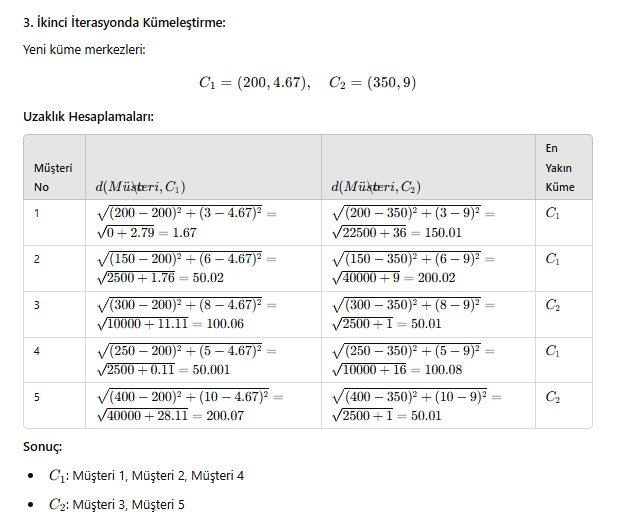 3. İkinci İterasyonda Kümeleştirme:
Yeni küme merkezleri:
C₁ = (200, 4.67),  C₂ = (350, 9)
Uzaklık Hesaplamaları:
Müşteri No | d(Müşteri, C₁) | d(Müşteri, C₂) | En Yakın Küme
1 | √(200 − 200)² + (3 − 4.67)² = √0 + 2.79 = 1.67 | √(200 − 350)² + (3 − 9)² = √22500 + 36 = 150.01 | C₁
2 | √(150 − 200)² + (6 − 4.67)² = √2500 + 1.76 = 50.02 | √(150 − 350)² + (6 − 9)² = √40000 + 9 = 200.02 | C₁
3 | √(300 − 200)² + (8 − 4.67)² = √10000 + 11.11 = 100.06 | √(300 − 350)² + (8 − 9)² = √2500 + 1 = 50.01 | C₂
4 | √(250 − 200)² + (5 − 4.67)² = √2500 + 0.11 = 50.001 | √(250 − 350)² + (5 − 9)² = √10000 + 16 = 100.08 | C₁
5 | √(400 − 200)² + (10 − 4.67)² = √40000 + 28.11 = 200.07 | √(400 − 350)² + (10 − 9)² = √2500 + 1 = 50.01 | C₂
Sonuç:
• C₁: Müşteri 1, Müşteri 2, Müşteri 4
• C₂: Müşteri 3, Müşteri 5